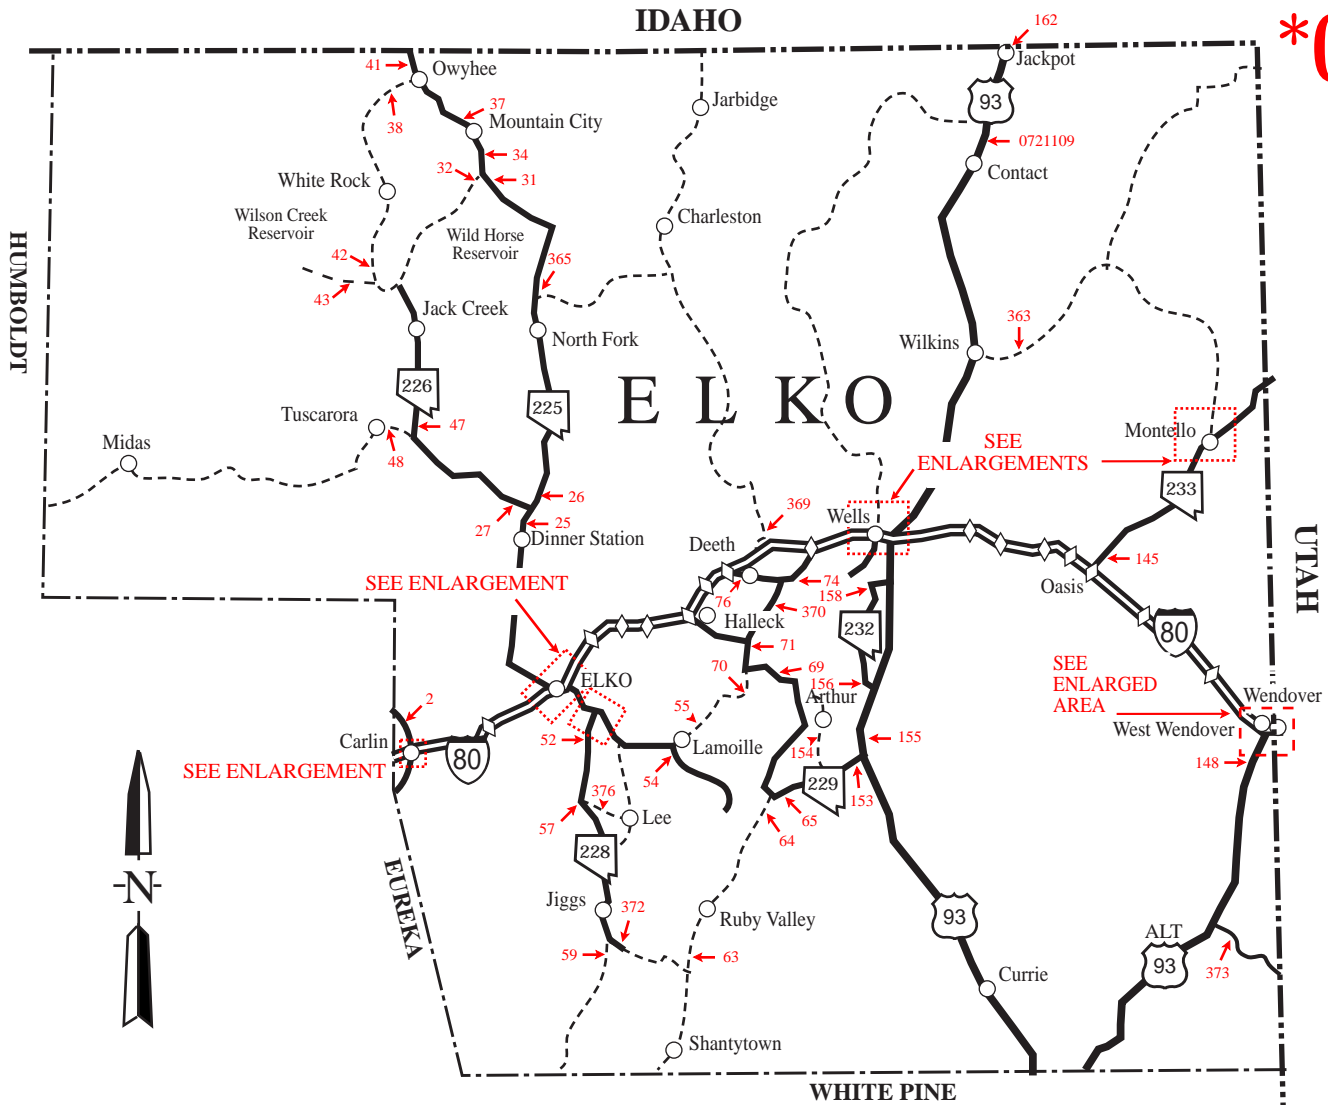 IDAHO
*0
162
41
Owyhee
Jackpot
37
38
Mountain City
Jarbidge
93
34
0721109
32
31
Contact
White Rock
Wilson Creek
Reservoir
Charleston
Wild Horse
Reservoir
HUMBOLDT
42
365
43
Jack Creek
North Fork
Wilkins
363
226
225
ELKO
Tuscarora
47
48
Midas
Montello
SEE
ENLARGEMENTS
233
26
27
25
Dinner Station
369
Wells
Deeth
145
Oasis
UTAH
SEE ENLARGEMENT
76
74
158
370
Halleck
232
71
80
70
69
156
Arthur
ELKO
SEE
ENLARGED
AREA
Wendover
West Wendover
2
55
52
Carlin
80
Lamoille
154
155
148
SEE ENLARGEMENT
54
229
153
376
57
Lee
65
64
228
N
EUREKA
Jiggs
372
Ruby Valley
93
59
63
ALT
93
373
Currie
Shantytown
WHITE PINE